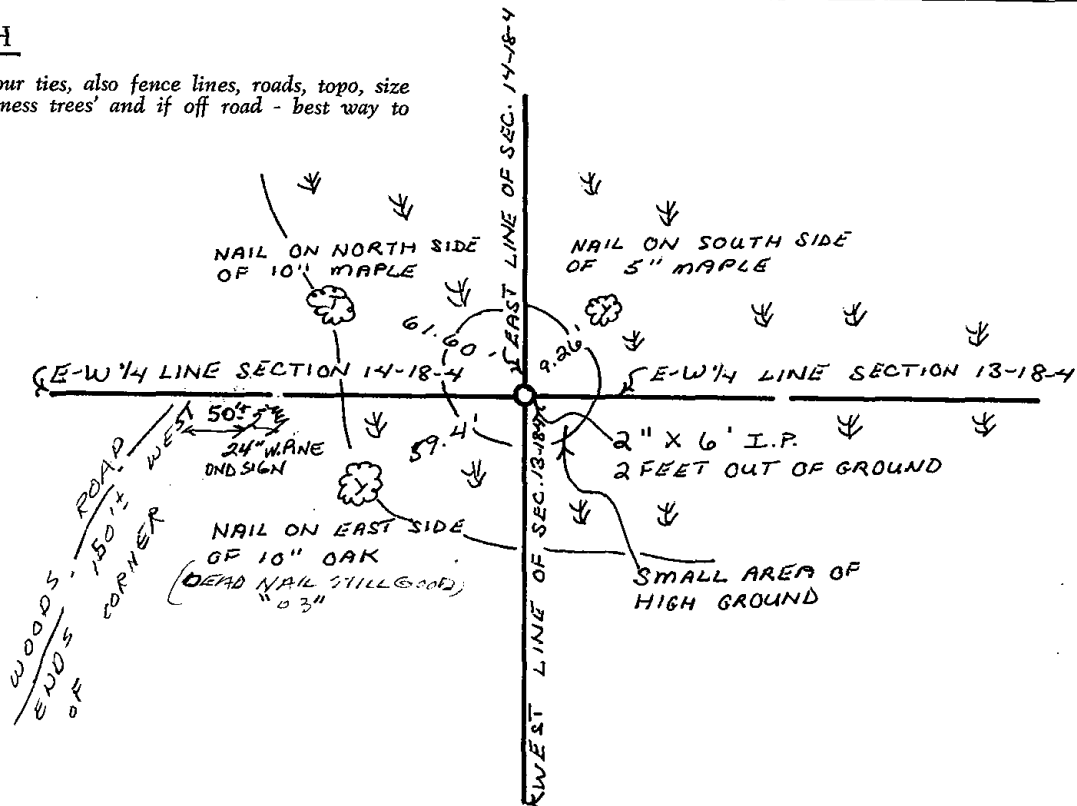 H
our ties, also fence lines, roads, topo, size
ness trees' and if off road - best way to
EAST LINE OF SEC. 14-18-4
NAIL ON NORTH SIDE
OF 10" MAPLE
NAIL ON SOUTH SIDE
OF 5" MAPLE
61.60'
9.26'
E-W 1/4 LINE SECTION 14-18-4
E-W 1/4 LINE SECTION 13-18-4
50'±
24" W. PINE
AND SIGN
59.4'
2" X 6' I.P.
2 FEET OUT OF GROUND
WOODS ROAD
ENDS 150'± WEST
OF CORNER
NAIL ON EAST SIDE
OF 10" OAK
(DEAD NAIL STILL GOOD)
"03"
SMALL AREA OF
HIGH GROUND
WEST LINE OF SEC. 13-18-4